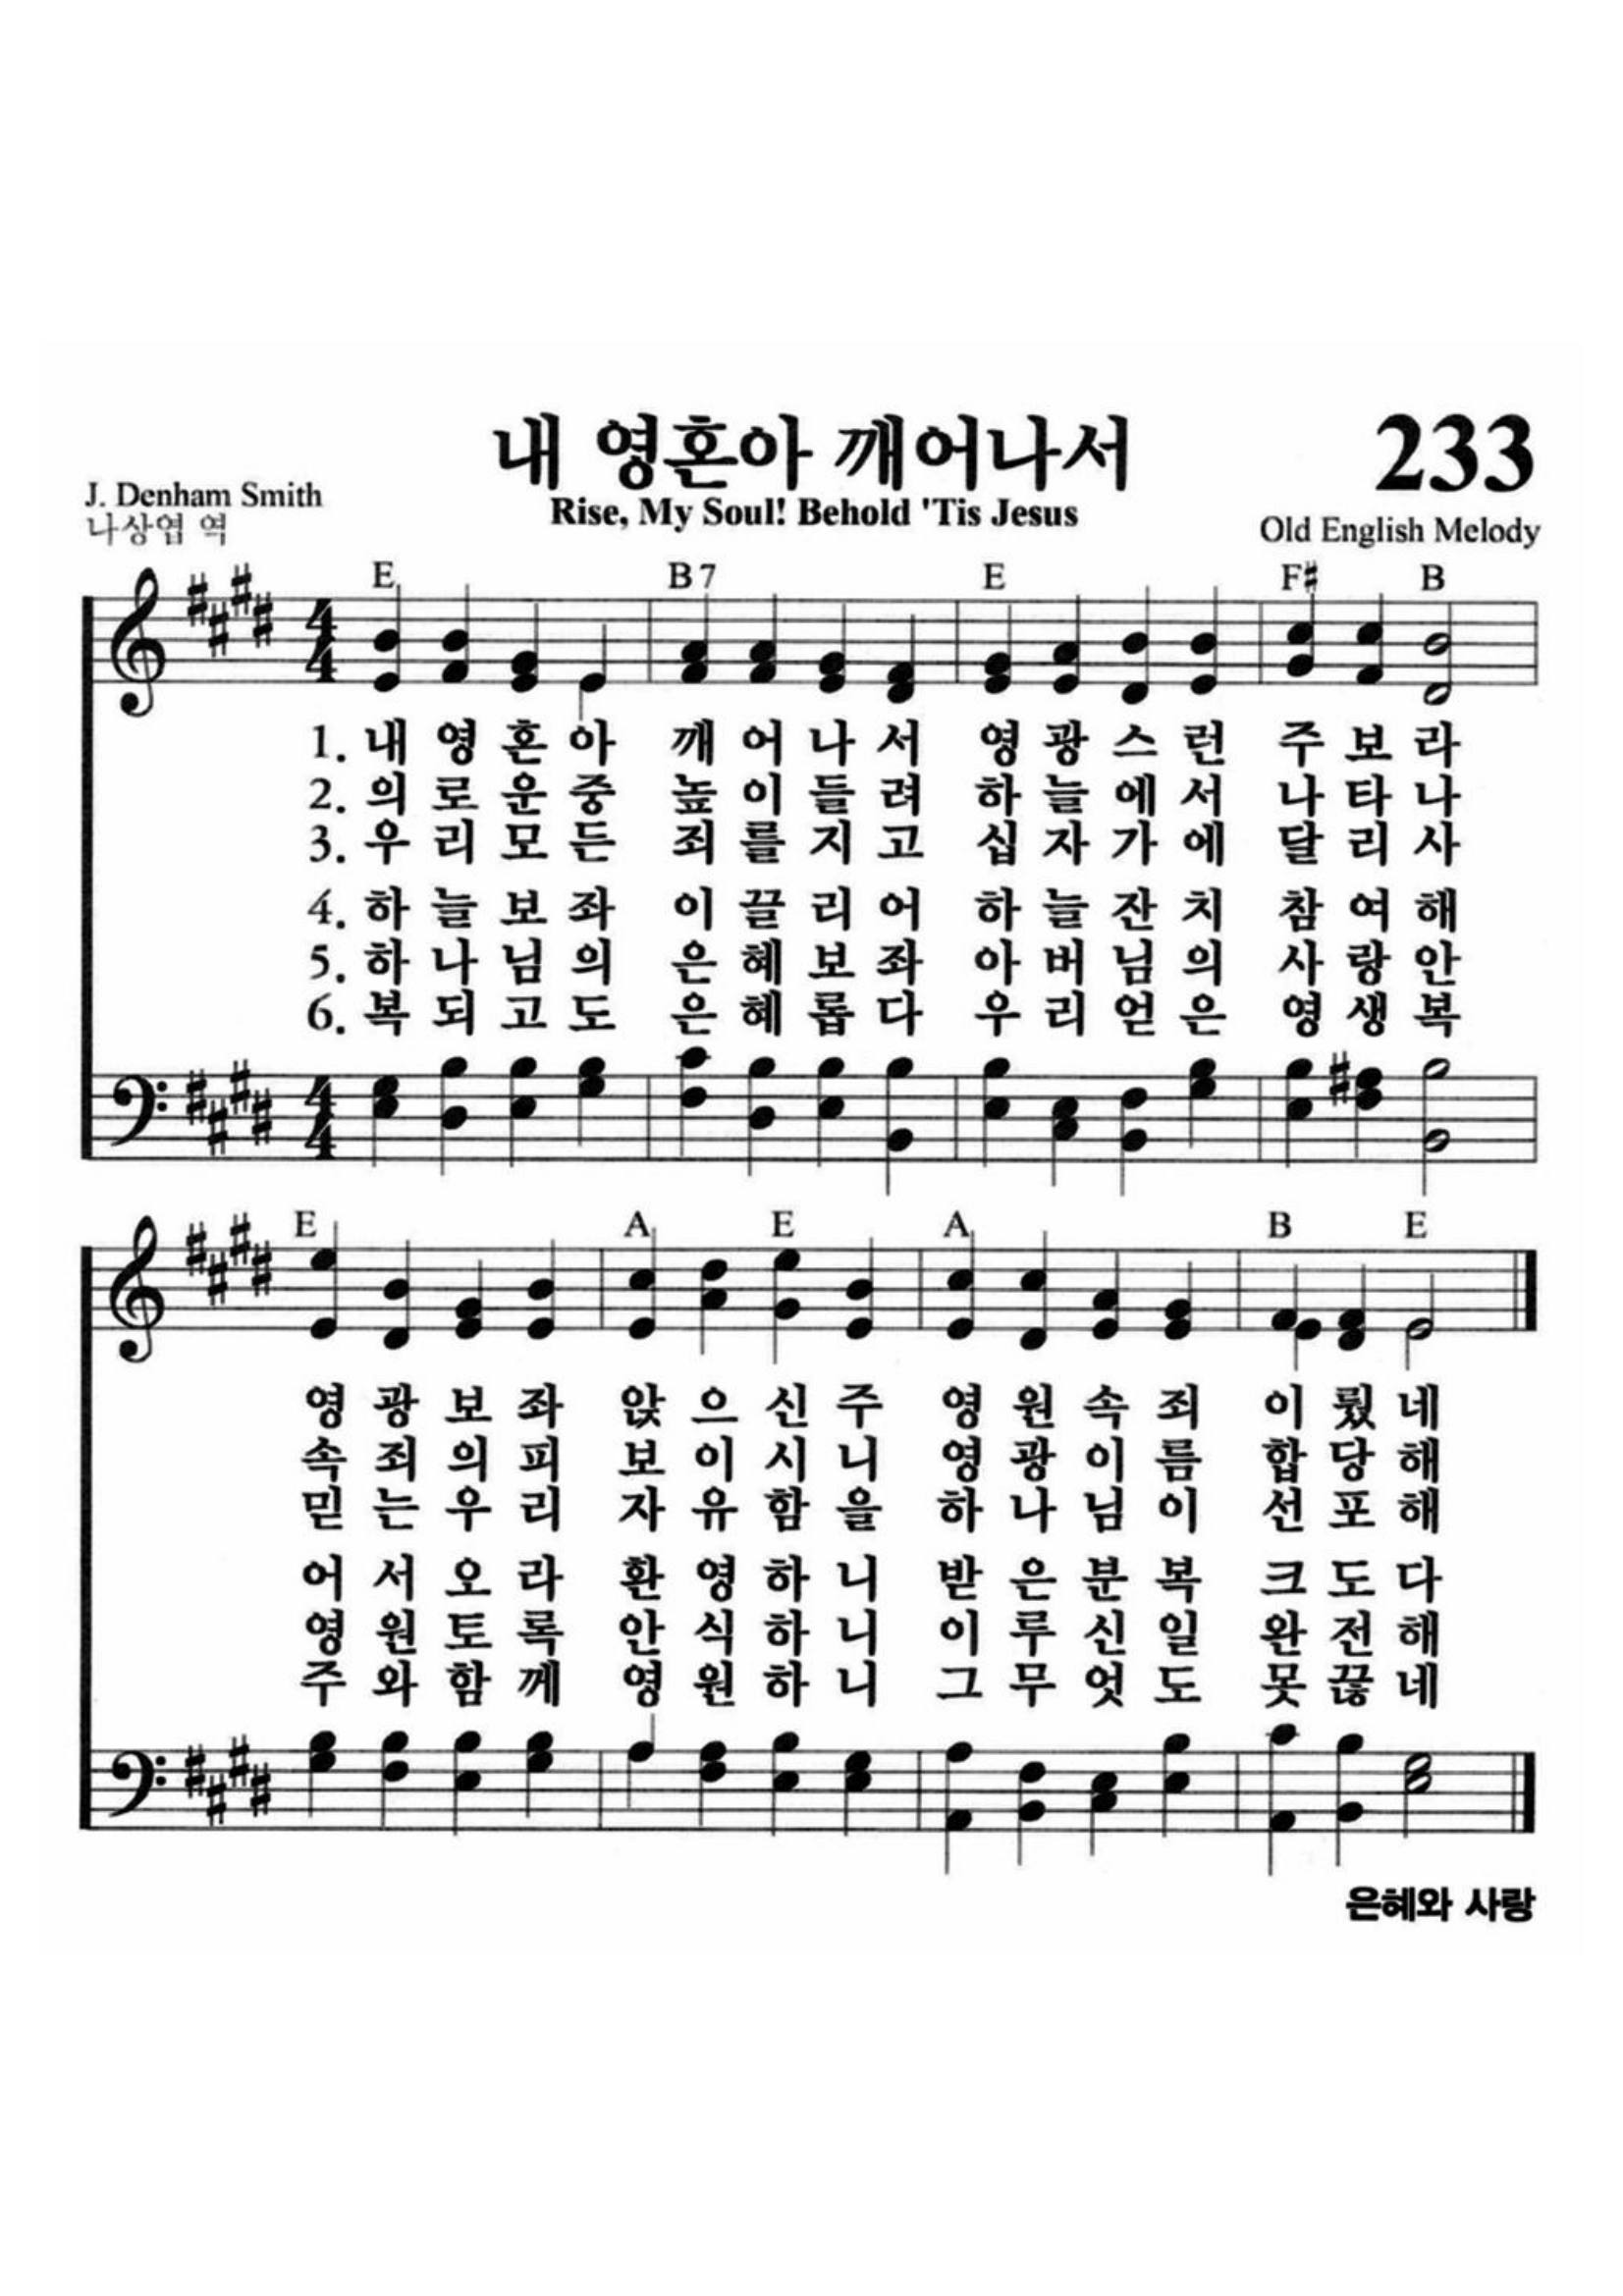 내 영혼아 깨어나서
233
J. Denham Smith
Rise, My Soul! Behold 'Tis Jesus
나상엽 역
Old English Melody
E B7 E F♯ B
4/4
1. 내 영 혼 아 깨 어 나 서 영 광 스 런 주 보 라
2. 의 로 운 중 높 이 들 려 하 늘 에 서 나 타 나
3. 우 리 모 든 죄 를 지 고 십 자 가 에 달 리 사
4. 하 늘 보 좌 이 끌 리 어 하 늘 잔 치 참 여 해
5. 하 나 님 의 은 혜 보 좌 아 버 님 의 사 랑 안
6. 복 되 고 도 은 혜 롭 다 우 리 얻 은 영 생 복
4/4
E A E A B E
영 광 보 좌 앉 으 신 주 영 원 속 죄 이 뤘 네
속 죄 의 피 보 이 시 니 영 광 이 름 합 당 해
믿 는 우 리 자 유 함 을 하 나 님 이 선 포 해
어 서 오 라 환 영 하 니 받 은 분 복 크 도 다
영 원 토 록 안 식 하 니 이 루 신 일 완 전 해
주 와 함 께 영 원 하 니 그 무 엇 도 못 끊 네
은혜와 사랑